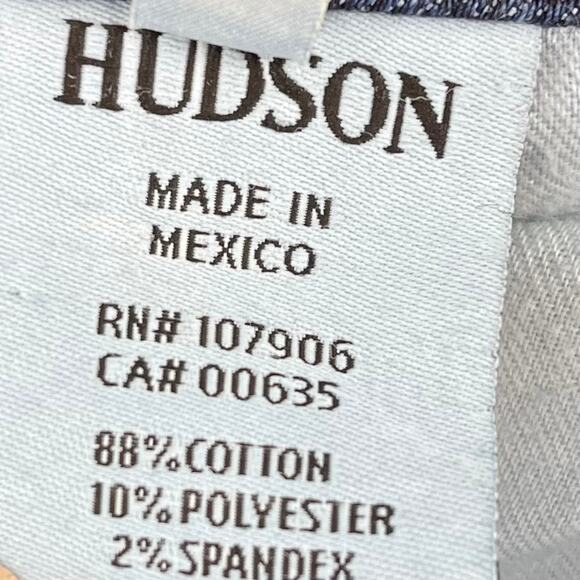 HUDSON
MADE IN
MEXICO
RN# 107906
CA# 00635
88% COTTON
10% POLYESTER
2% SPANDEX